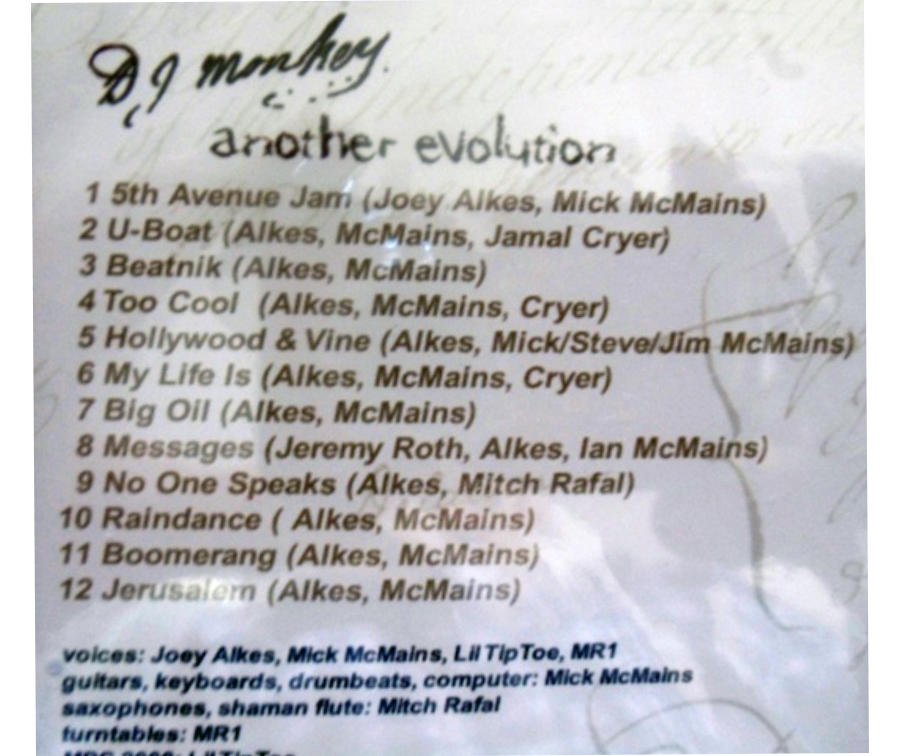 DJ monkey
another evolution
1 5th Avenue Jam (Joey Alkes, Mick McMains)
2 U-Boat (Alkes, McMains, Jamal Cryer)
3 Beatnik (Alkes, McMains)
4 Too Cool (Alkes, McMains, Cryer)
5 Hollywood & Vine (Alkes, Mick/Steve/Jim McMains)
6 My Life Is (Alkes, McMains, Cryer)
7 Big Oil (Alkes, McMains)
8 Messages (Jeremy Roth, Alkes, Ian McMains)
9 No One Speaks (Alkes, Mitch Rafal)
10 Raindance ( Alkes, McMains)
11 Boomerang (Alkes, McMains)
12 Jerusalem (Alkes, McMains)
voices: Joey Alkes, Mick McMains, Lil TipToe, MR1
guitars, keyboards, drumbeats, computer: Mick McMains
saxophones, shaman flute: Mitch Rafal
turntables: MR1